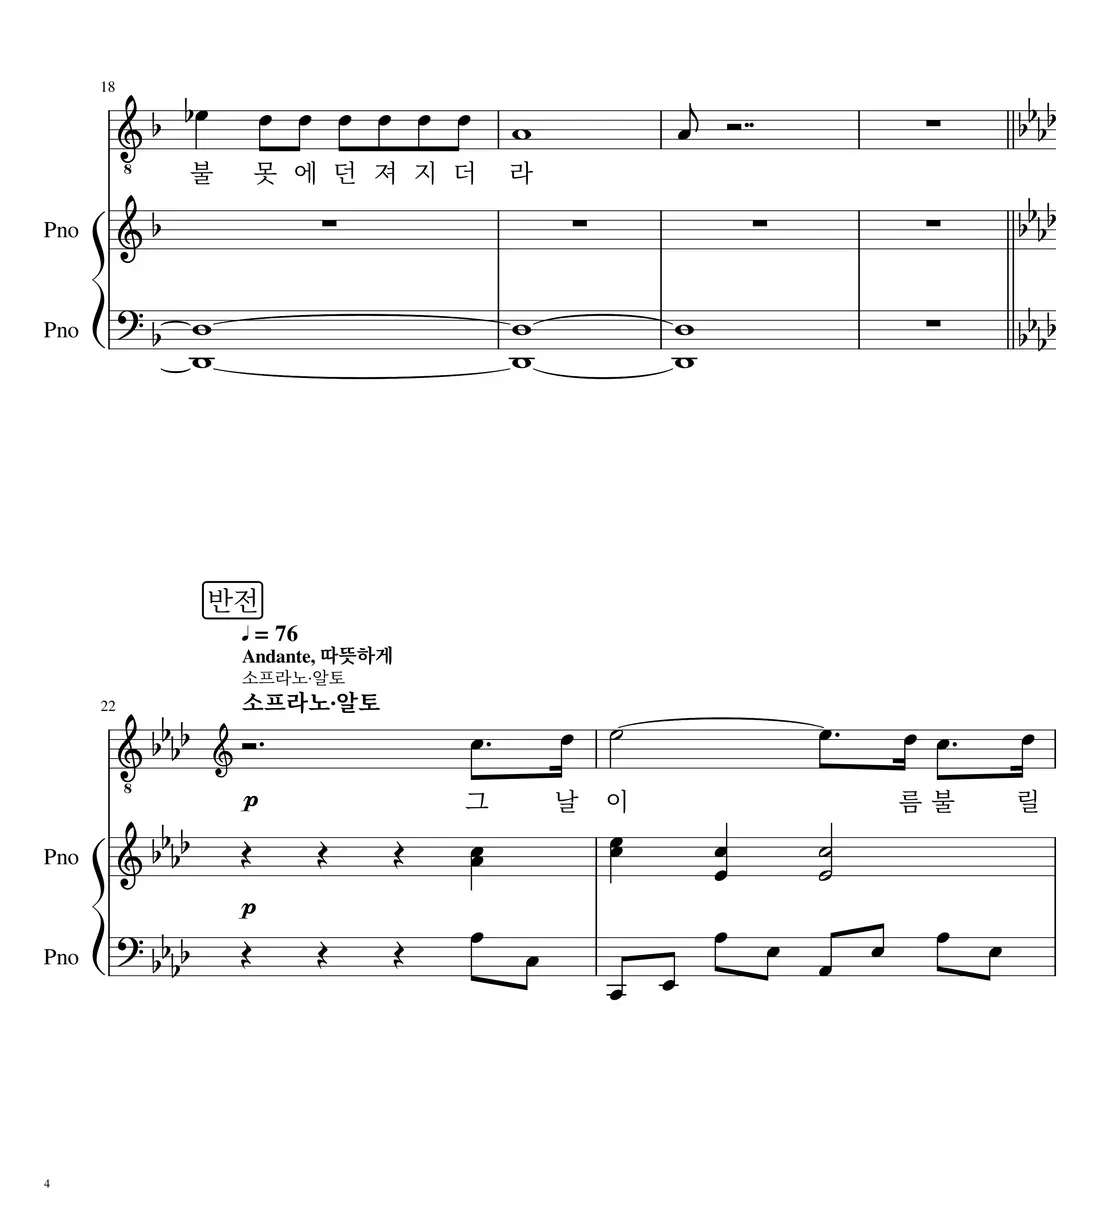 18
불 못 에 던 져 지 더 라
Pno
Pno
반전
♩ = 76
Andante, 따뜻하게
소프라노·알토
소프라노·알토
22
p
그 날 이 름 불 릴
Pno
p
Pno
4